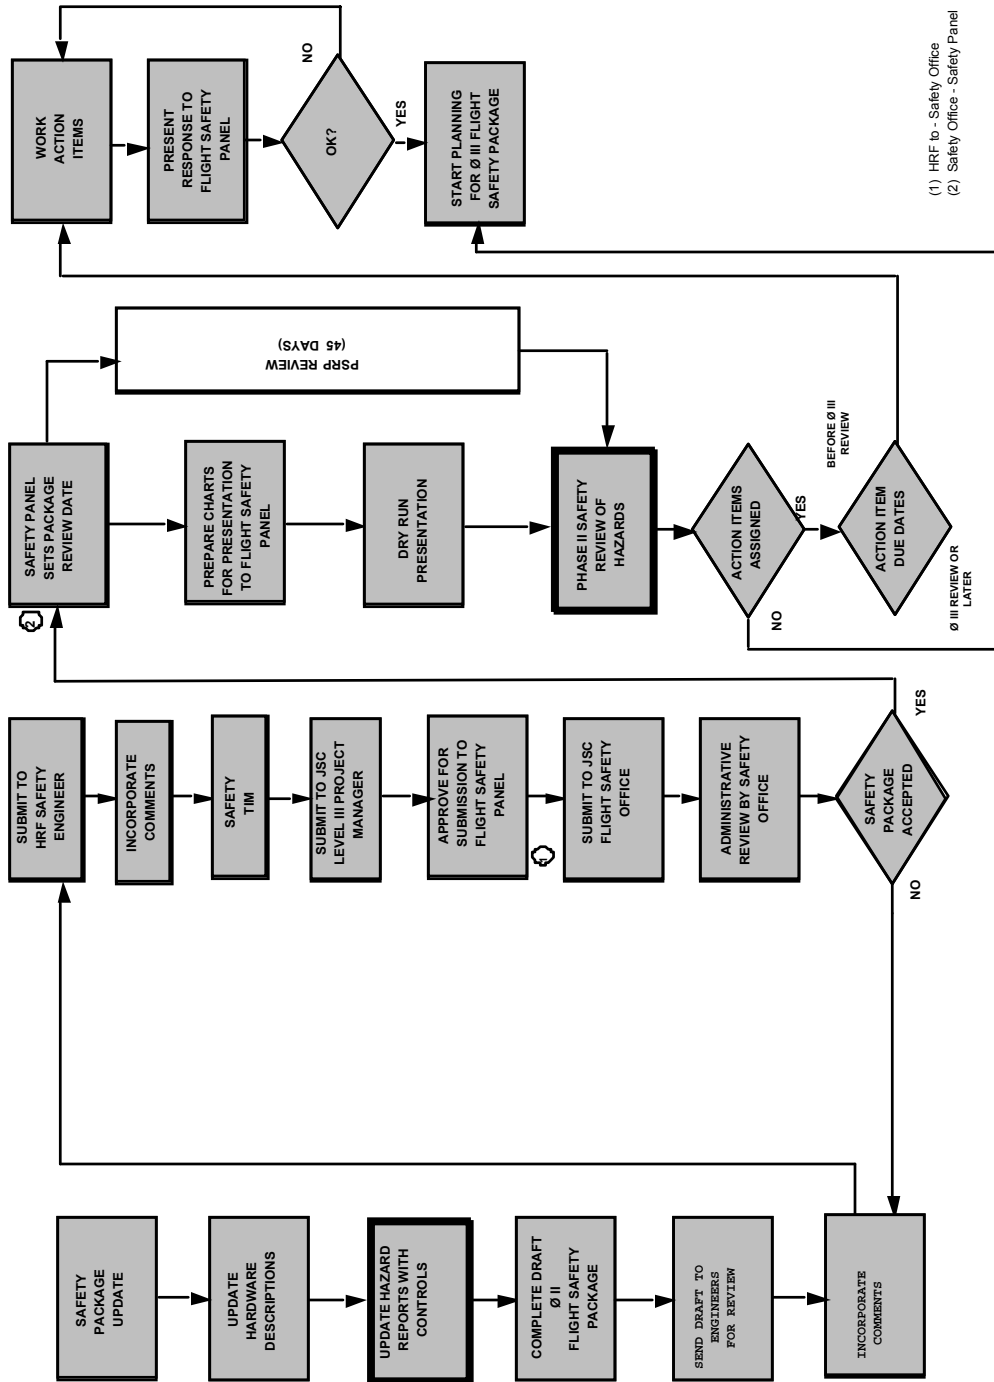 SAFETY
PACKAGE
UPDATE
UPDATE
HARDWARE
DESCRIPTIONS
UPDATE HAZARD
REPORTS WITH
CONTROLS
COMPLETE DRAFT
Ø II
FLIGHT SAFETY
PACKAGE
SEND DRAFT TO
ENGINEERS
FOR REVIEW
INCORPORATE
COMMENTS
SUBMIT TO
HRF SAFETY
ENGINEER
INCORPORATE
COMMENTS
SAFETY
TIM
SUBMIT TO JSC
LEVEL III PROJECT
MANAGER
APPROVE FOR
SUBMISSION TO
FLIGHT SAFETY
PANEL
1
SUBMIT TO JSC
FLIGHT SAFETY
OFFICE
ADMINISTRATIVE
REVIEW BY SAFETY
OFFICE
SAFETY
PACKAGE
ACCEPTED
NO
YES
2
SAFETY PANEL
SETS PACKAGE
REVIEW DATE
PREPARE CHARTS
FOR PRESENTATION
TO FLIGHT SAFETY
PANEL
DRY RUN
PRESENTATION
PSRP REVIEW
(45 DAYS)
PHASE II SAFETY
REVIEW OF
HAZARDS
ACTION ITEMS
ASSIGNED
NO
YES
ACTION ITEM
DUE DATES
BEFORE Ø III
REVIEW
Ø III REVIEW OR
LATER
WORK
ACTION
ITEMS
PRESENT
RESPONSE TO
FLIGHT SAFETY
PANEL
OK?
NO
YES
START PLANNING
FOR Ø III FLIGHT
SAFETY PACKAGE
(1) HRF to - Safety Office
(2) Safety Office - Safety Panel